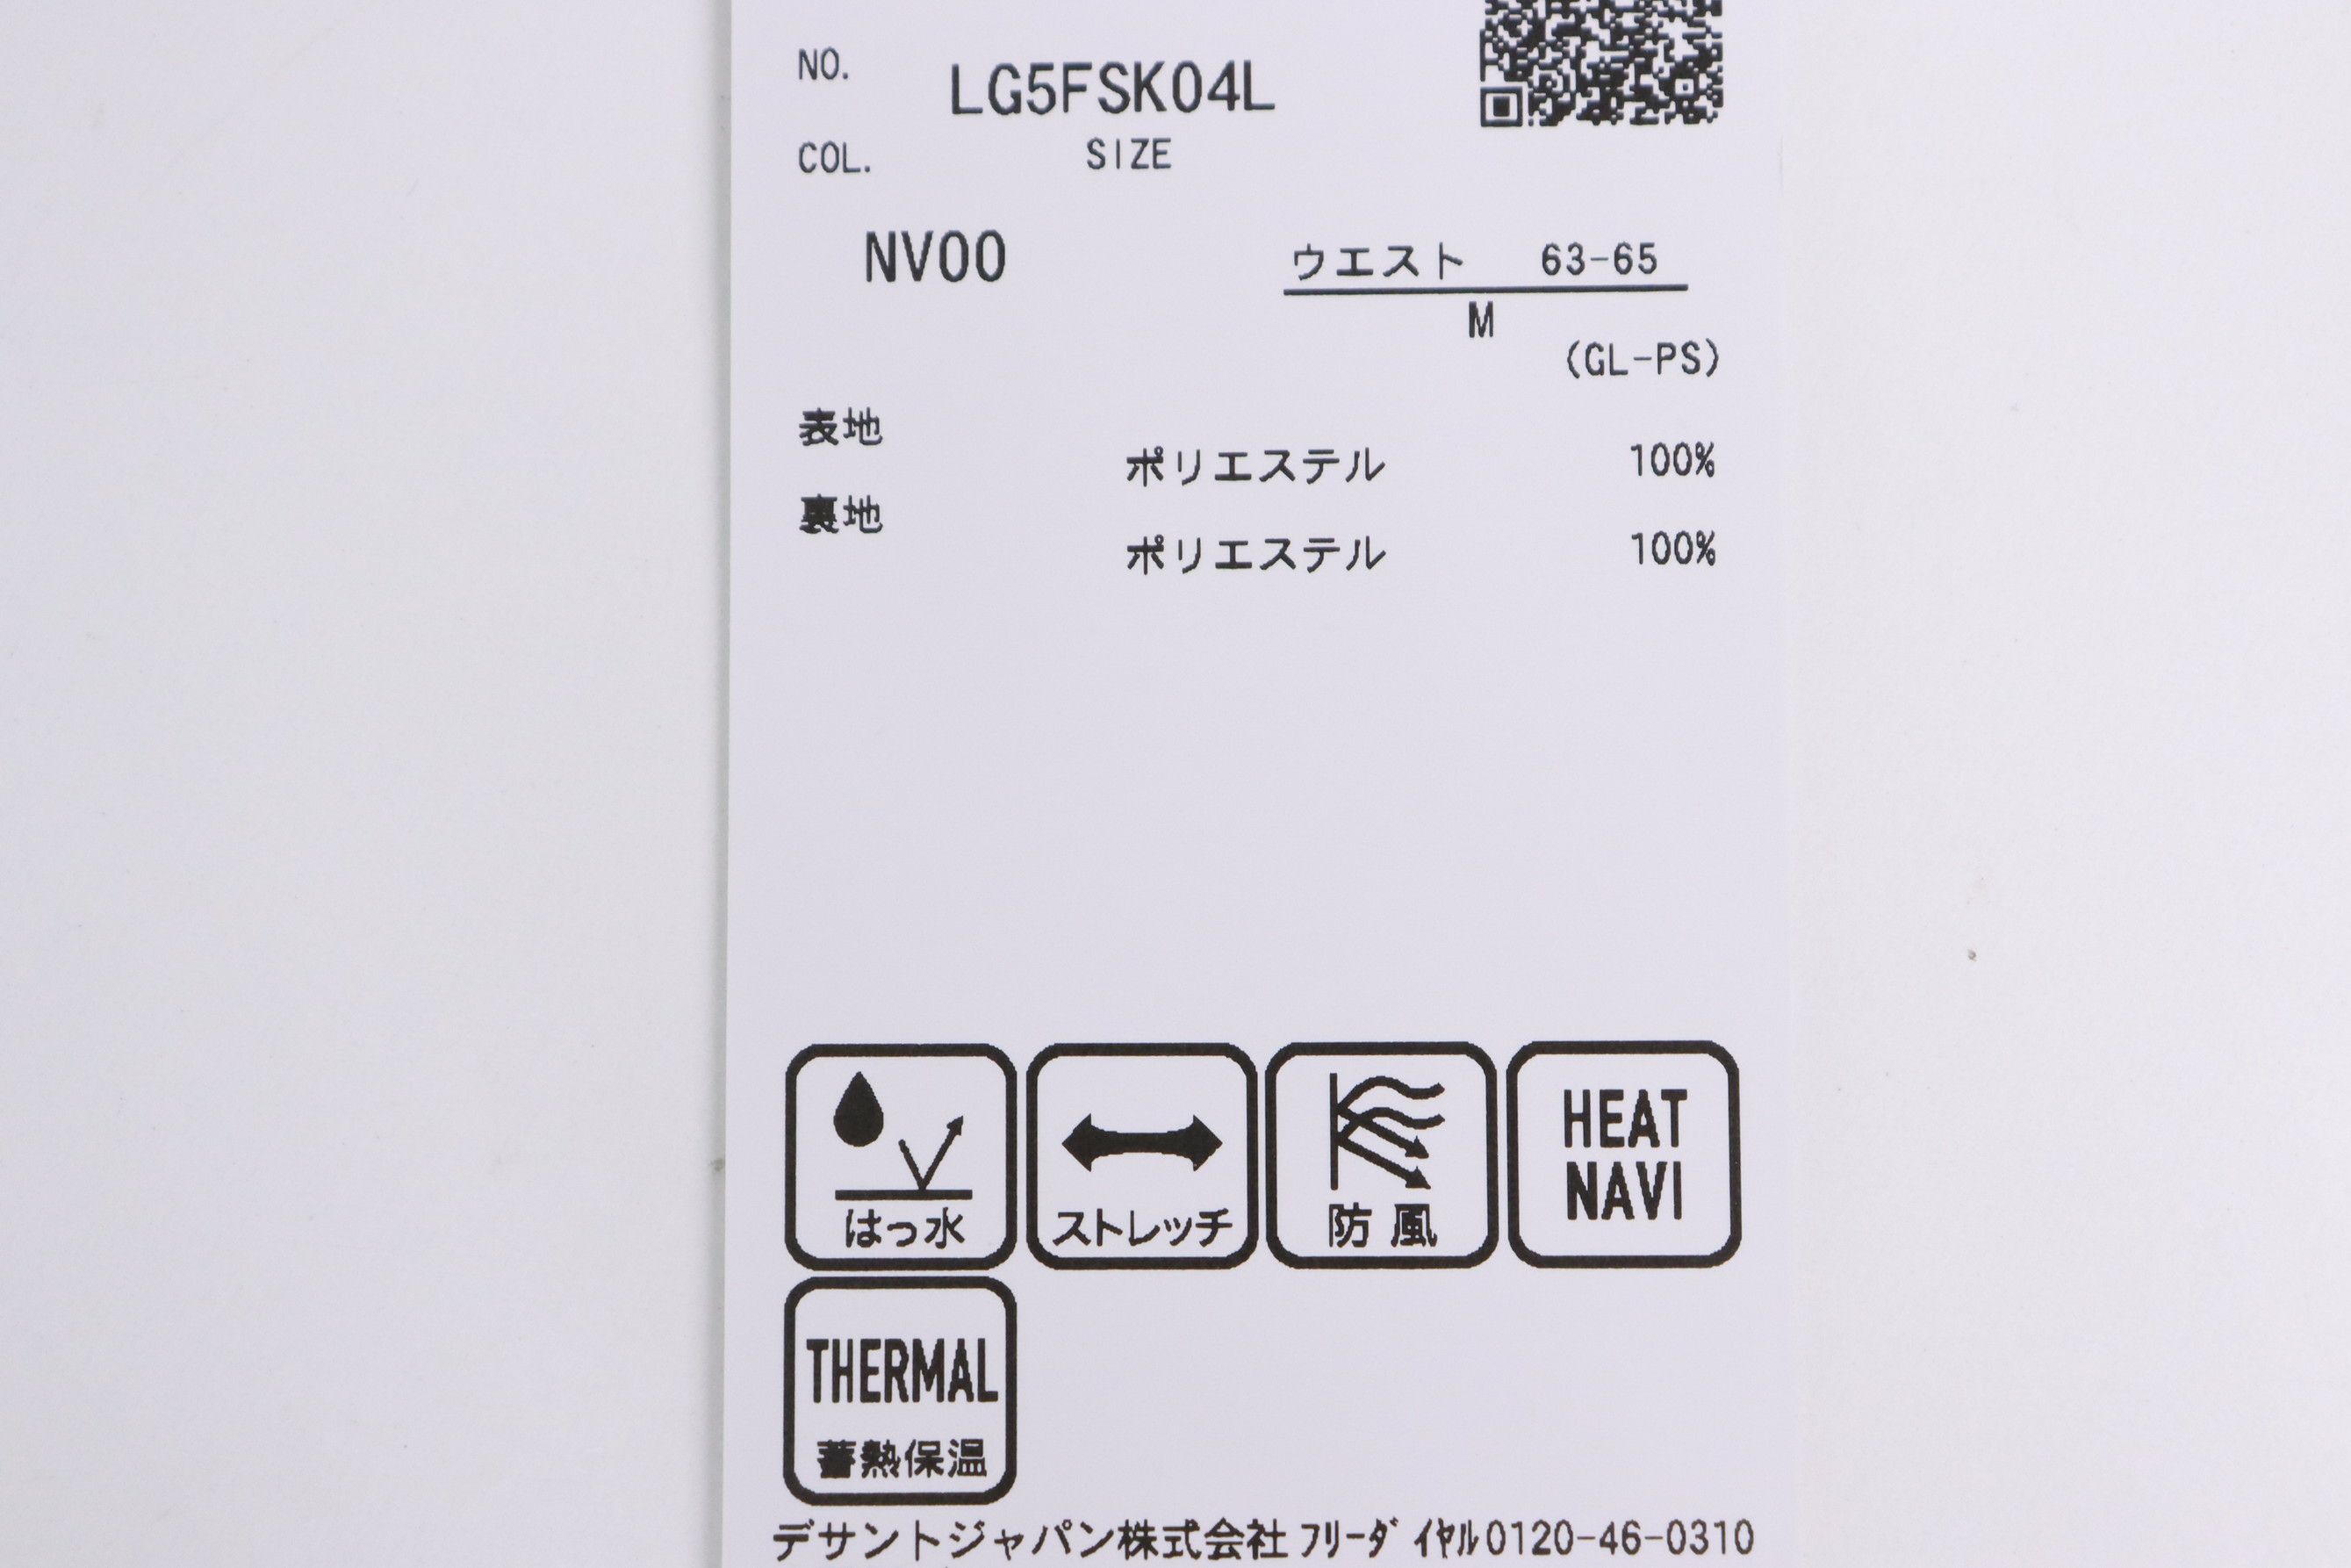 NO.
LG5FSK04L
COL. SIZE
NV00
ウエスト 63-65
M
(GL-PS)
表地
ポリエステル 100%
裏地
ポリエステル 100%
はっ水
ストレッチ
防風
HEAT
NAVI
THERMAL
蓄熱保温
デサントジャパン株式会社 ﾌﾘｰﾀﾞｲﾔﾙ0120-46-0310